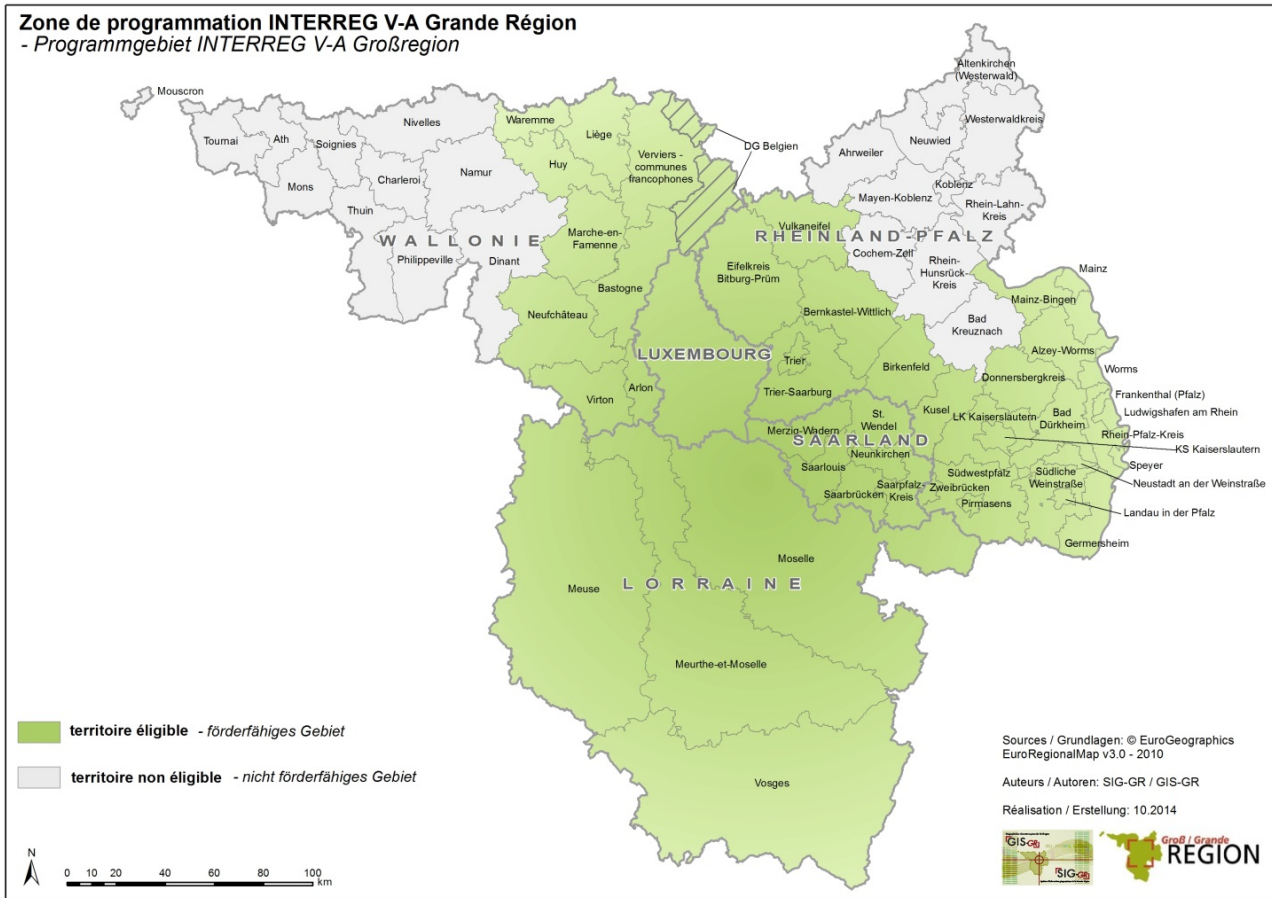 Zone de programmation INTERREG V-A Grande Région
- Programmgebiet INTERREG V-A Großregion
Mouscron
Tournai
Ath
Soignies
Nivelles
Mons
Charleroi
Namur
Thuin
Philippeville
Dinant
WALLONIE
Waremme
Liège
Huy
Verviers -
communes
francophones
DG Belgien
Marche-en-
Famenne
Bastogne
Neufchâteau
Virton
Arlon
LUXEMBOURG
Altenkirchen
(Westerwald)
Westerwaldkreis
Neuwied
Ahrweiler
Koblenz
Mayen-Koblenz
Rhein-Lahn-
Kreis
Vulkaneifel
RHEINLAND-PFALZ
Cochem-Zell
Rhein-
Hunsrück-
Kreis
Eifelkreis
Bitburg-Prüm
Bernkastel-Wittlich
Bad
Kreuznach
Mainz
Mainz-Bingen
Alzey-Worms
Worms
Trier
Trier-Saarburg
Birkenfeld
Donnersbergkreis
Frankenthal (Pfalz)
Ludwigshafen am Rhein
Kusel
LK Kaiserslautern
Bad
Dürkheim
Rhein-Pfalz-Kreis
KS Kaiserslautern
Speyer
Neustadt an der Weinstraße
Südwestpfalz
Zweibrücken
Pirmasens
Südliche
Weinstraße
Landau in der Pfalz
Germersheim
St.
Wendel
Merzig-Wadern
SAARLAND
Neunkirchen
Saarlouis
Saarbrücken
Saarpfalz-
Kreis
Moselle
Meuse
LORRAINE
Meurthe-et-Moselle
Vosges
territoire éligible - förderfähiges Gebiet
territoire non éligible - nicht förderfähiges Gebiet
N
0 10 20 40 60 80 100
km
Sources / Grundlagen: © EuroGeographics
EuroRegionalMap v3.0 - 2010
Auteurs / Autoren: SIG-GR / GIS-GR
Réalisation / Erstellung: 10.2014
GIS-GR
SIG-GR
Groß / Grande
REGION